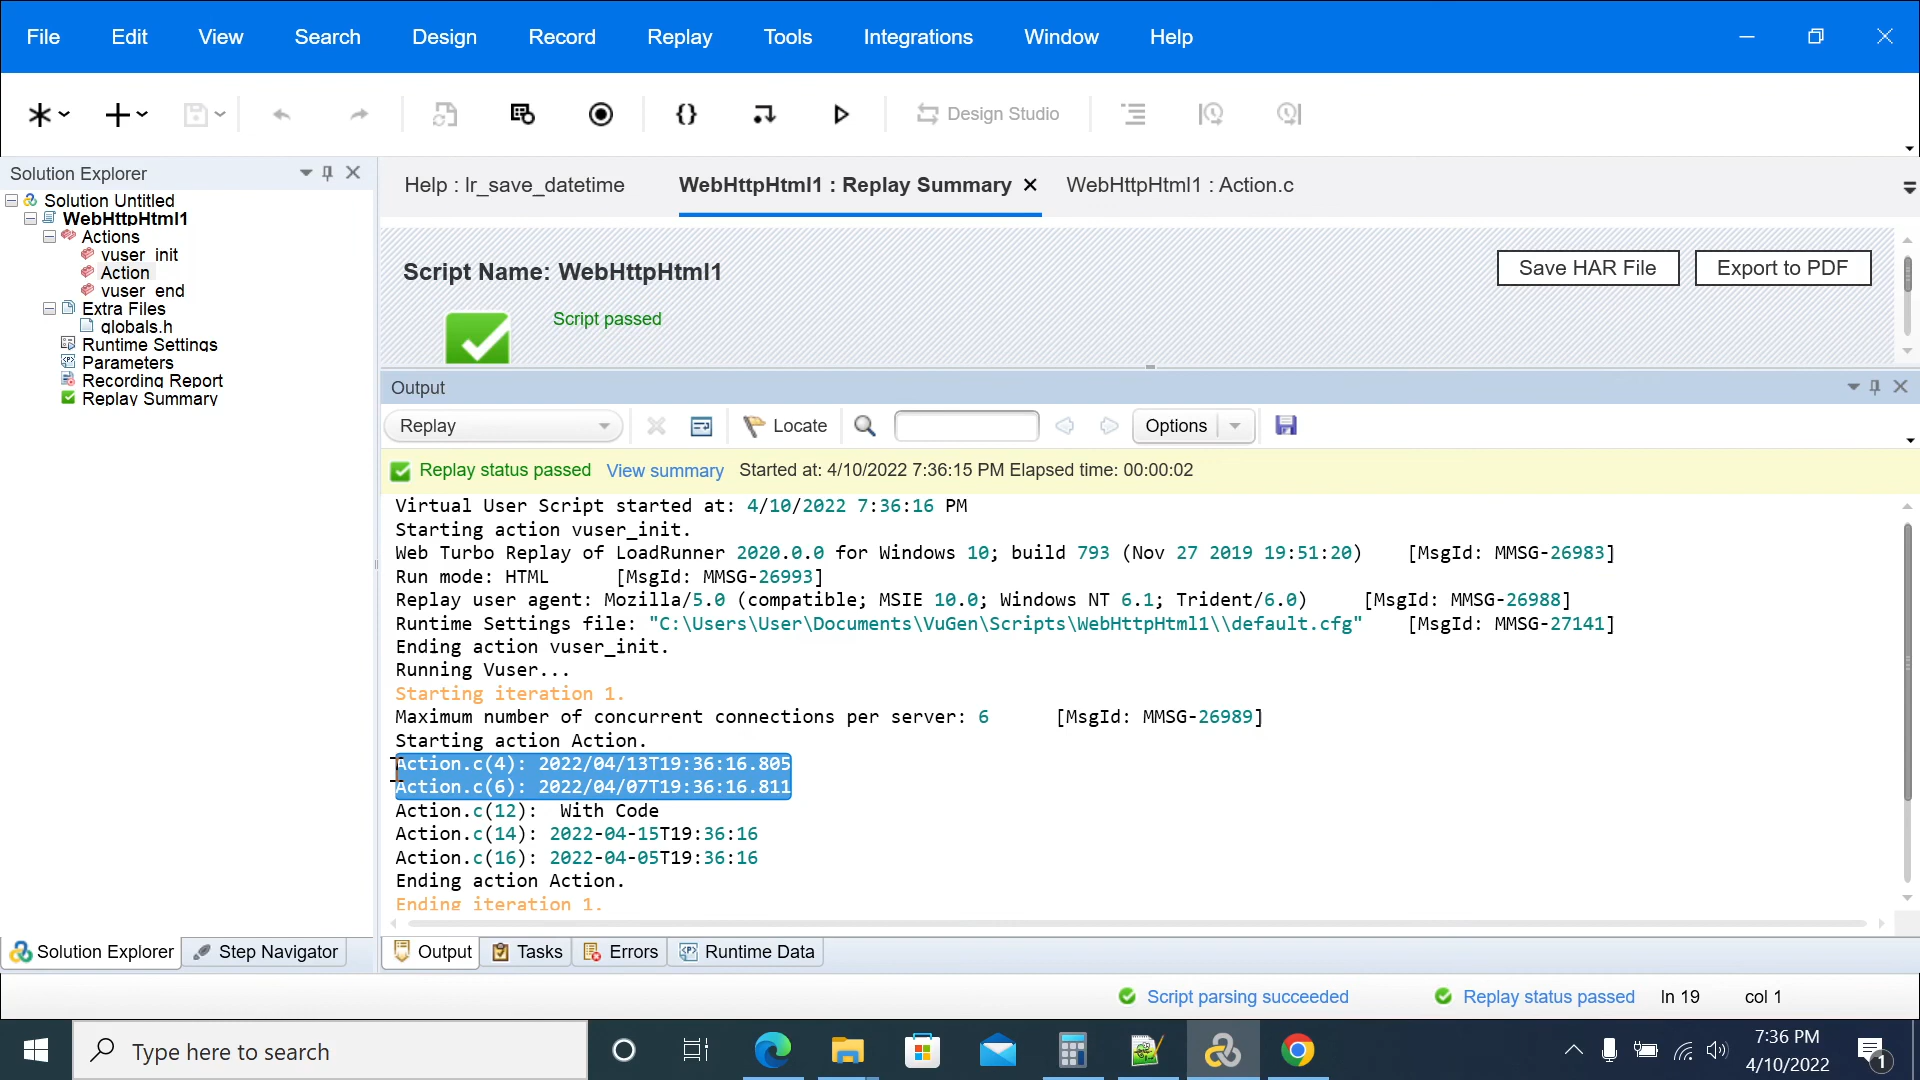 File Edit View Search Design Record Replay Tools Integrations Window Help
Design Studio
Solution Explorer
Solution Untitled
WebHttpHtml1
Actions
vuser_init
Action
vuser_end
Extra Files
globals.h
Runtime Settings
Parameters
Recording Report
Replay Summary
Help : lr_save_datetime WebHttpHtml1 : Replay Summary WebHttpHtml1 : Action.c
Script Name: WebHttpHtml1
Save HAR File Export to PDF
Script passed
Output
Replay Locate Options
Replay status passed View summary Started at: 4/10/2022 7:36:15 PM Elapsed time: 00:00:02
Virtual User Script started at: 4/10/2022 7:36:16 PM
Starting action vuser_init.
Web Turbo Replay of LoadRunner 2020.0.0 for Windows 10; build 793 (Nov 27 2019 19:51:20) [MsgId: MMSG-26983]
Run mode: HTML [MsgId: MMSG-26993]
Replay user agent: Mozilla/5.0 (compatible; MSIE 10.0; Windows NT 6.1; Trident/6.0) [MsgId: MMSG-26988]
Runtime Settings file: "C:\Users\User\Documents\VuGen\Scripts\WebHttpHtml1\\default.cfg" [MsgId: MMSG-27141]
Ending action vuser_init.
Running Vuser...
Starting iteration 1.
Maximum number of concurrent connections per server: 6 [MsgId: MMSG-26989]
Starting action Action.
Action.c(4): 2022/04/13T19:36:16.805
Action.c(6): 2022/04/07T19:36:16.811
Action.c(12): With Code
Action.c(14): 2022-04-15T19:36:16
Action.c(16): 2022-04-05T19:36:16
Ending action Action.
Ending iteration 1.
Solution Explorer Step Navigator Output Tasks Errors Runtime Data
Script parsing succeeded Replay status passed ln 19 col 1
Type here to search
7:36 PM
4/10/2022
1